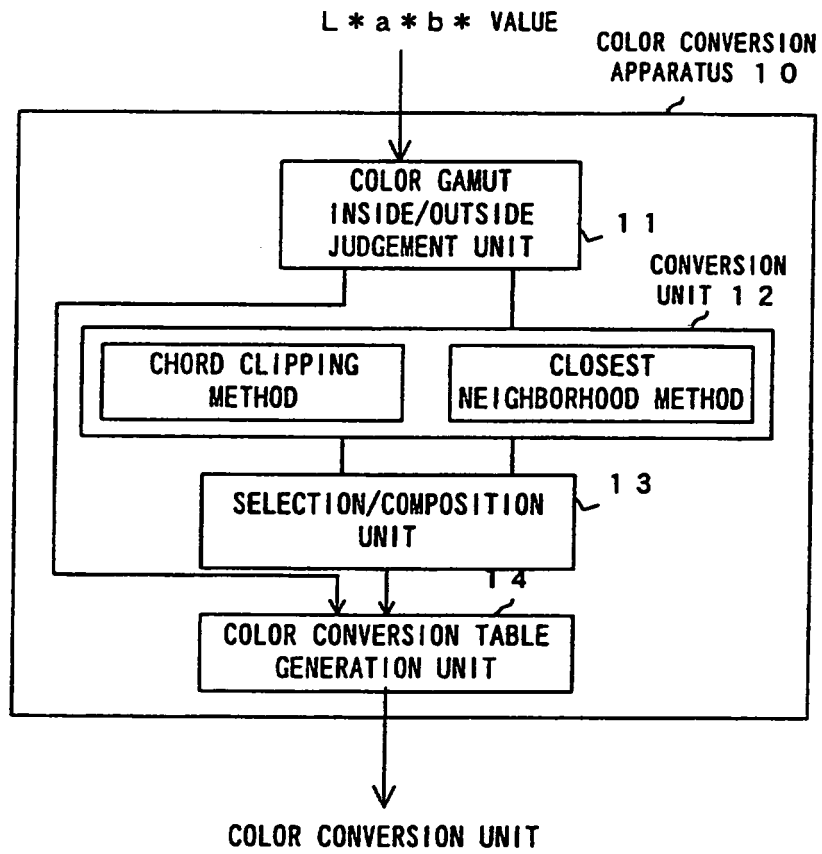 L*a*b* VALUE
COLOR CONVERSION
APPARATUS 10
COLOR GAMUT
INSIDE/OUTSIDE
JUDGEMENT UNIT
11
CONVERSION
UNIT 12
CHORD CLIPPING
METHOD
CLOSEST
NEIGHBORHOOD METHOD
13
SELECTION/COMPOSITION
UNIT
14
COLOR CONVERSION TABLE
GENERATION UNIT
COLOR CONVERSION UNIT